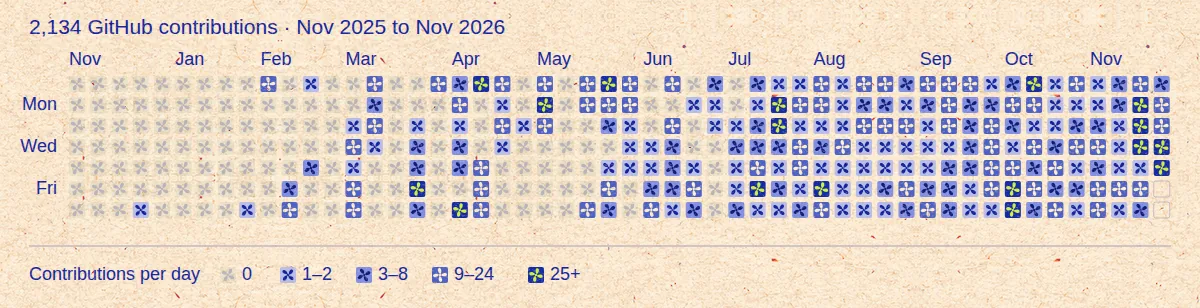 2,134 GitHub contributions · Nov 2025 to Nov 2026
Nov Jan Feb Mar Apr May Jun Jul Aug Sep Oct Nov
Mon
Wed
Fri
Contributions per day 0 1–2 3–8 9–24 25+